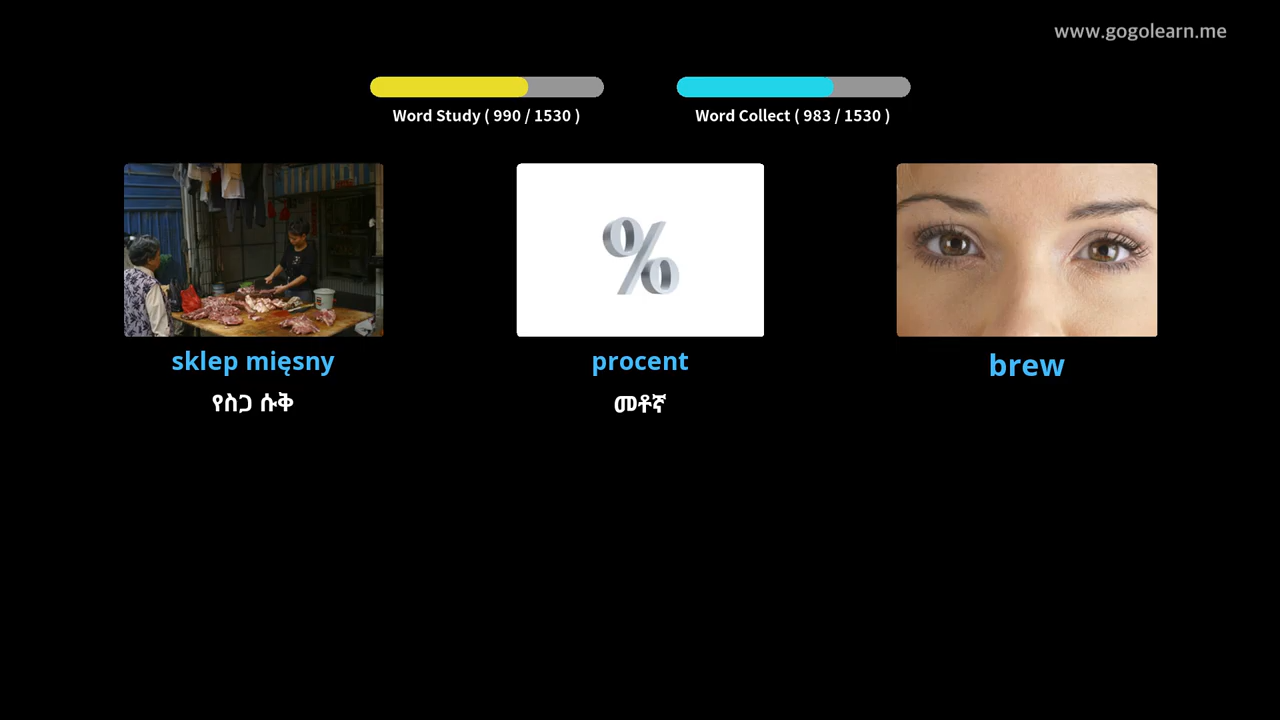 www.gogolearn.me
Word Study ( 990 / 1530 )
Word Collect ( 983 / 1530 )
sklep mięsny
procent
brew
የስጋ ሱቅ
መቶኛ